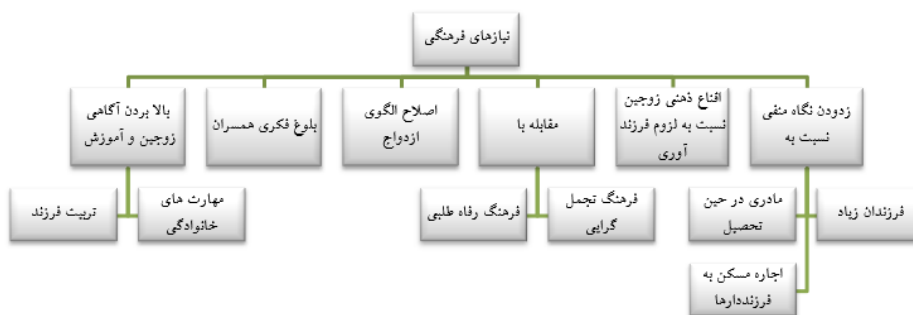 نیازهای فرهنگی
زدودن نگاه منفی
نسبت به
اقناع ذهنی زوجین
نسبت به لزوم فرزند
آوری
مقابله با
اصلاح الگوی
ازدواج
بلوغ فکری همسران
بالا بردن آگاهی
زوجین و آموزش
فرزندان زیاد
مادری در حین
تحصیل
اجاره مسکن به
فرزنددارها
فرهنگ تجمل
گرایی
فرهنگ رفاه طلبی
مهارت های
خانوادگی
تربیت فرزند